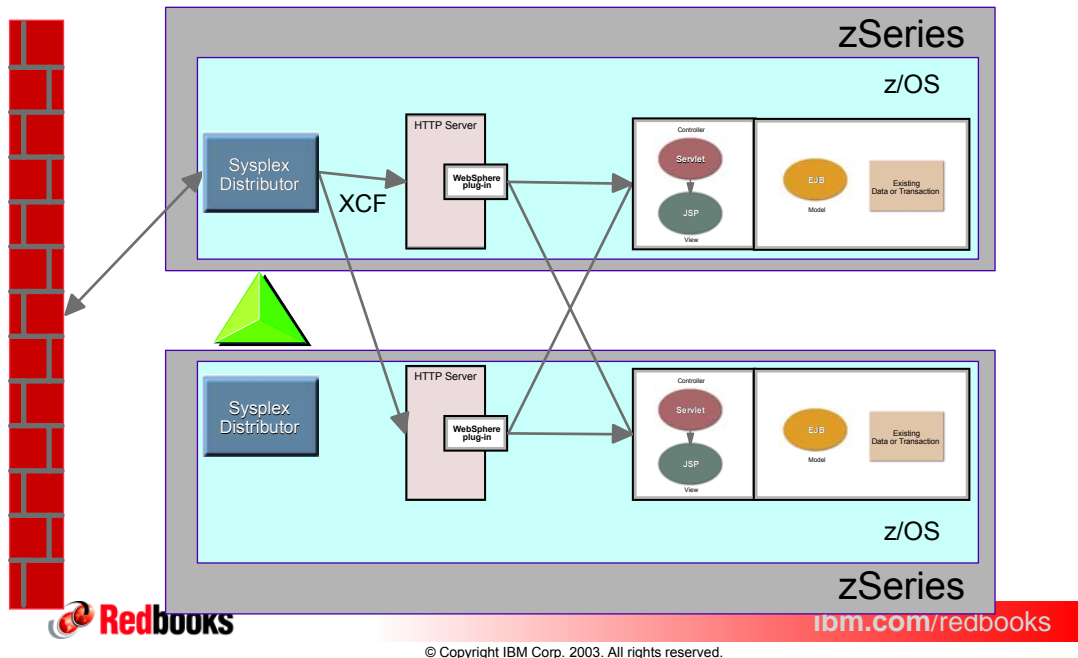 zSeries
z/OS
Sysplex
Distributor
XCF
HTTP Server
WebSphere
plug-in
Controller
Servlet
JSP
View
EJB
Model
Existing
Data or Transaction
Sysplex
Distributor
HTTP Server
WebSphere
plug-in
Controller
Servlet
JSP
View
EJB
Model
Existing
Data or Transaction
z/OS
zSeries
Redbooks
ibm.com/redbooks
© Copyright IBM Corp. 2003. All rights reserved.